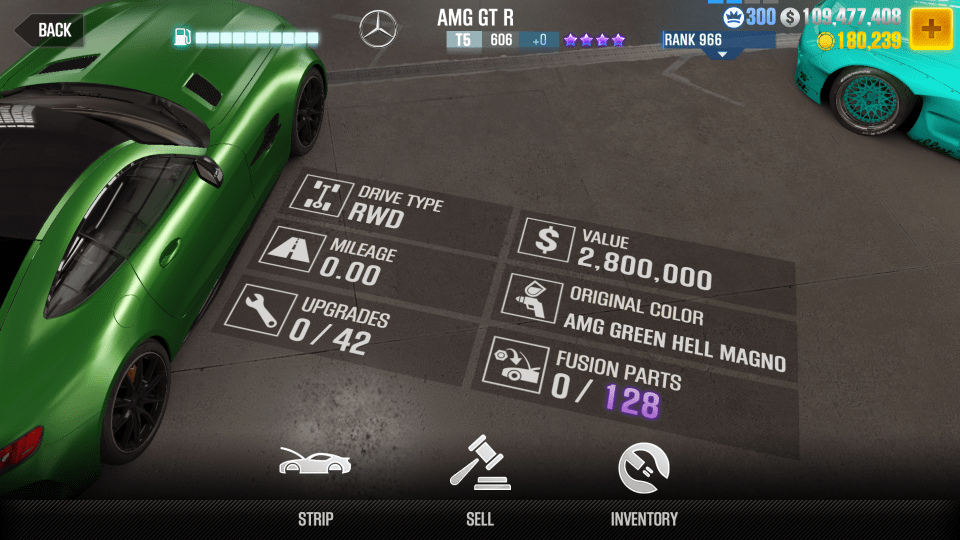 BACK
AMG GT R
T5 606 +0
RANK 966
300 $ 109,477,408
180,239
DRIVE TYPE
RWD
MILEAGE
0.00
UPGRADES
0 / 42
$ VALUE
2,800,000
ORIGINAL COLOR
AMG GREEN HELL MAGNO
FUSION PARTS
0 / 128
STRIP
SELL
INVENTORY